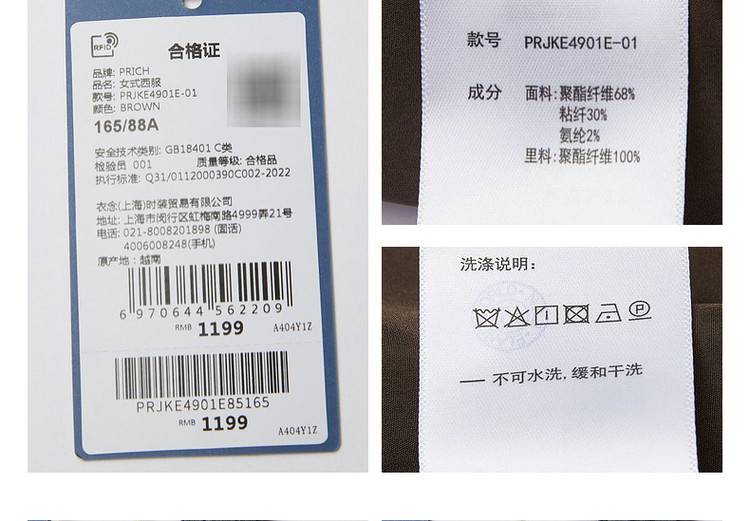 RFID
合格证
品牌: PRICH
品名: 女式西服
款号: PRJKE4901E-01
颜色: BROWN
165/88A
安全技术类别: GB18401 C类
检验员 001 质量等级: 合格品
执行标准: Q31/0112000390C002-2022
衣念(上海)时装贸易有限公司
地址: 上海市闵行区虹梅南路4999弄21号
电话: 021-8008201898 (固话)
4006008248(手机)
原产地: 越南
6 970644 562209
RMB 1199 A404Y1Z
PRJKE4901E85165
RMB 1199 A404Y1Z
款号 PRJKE4901E-01
成分 面料:聚酯纤维68%
粘纤30%
氨纶2%
里料:聚酯纤维100%
洗涤说明:
P
— 不可水洗,缓和干洗